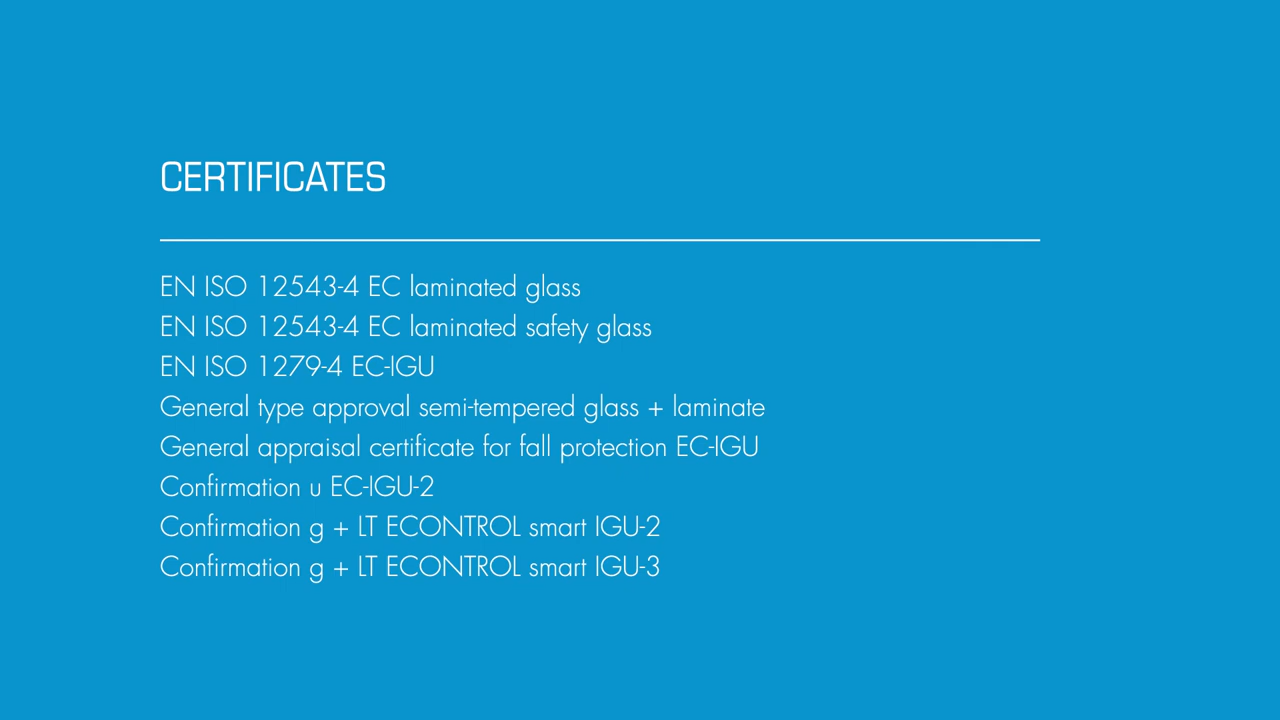 CERTIFICATES
EN ISO 12543-4 EC laminated glass
EN ISO 12543-4 EC laminated safety glass
EN ISO 1279-4 EC-IGU
General type approval semi-tempered glass + laminate
General appraisal certificate for fall protection EC-IGU
Confirmation u EC-IGU-2
Confirmation g + LT ECONTROL smart IGU-2
Confirmation g + LT ECONTROL smart IGU-3